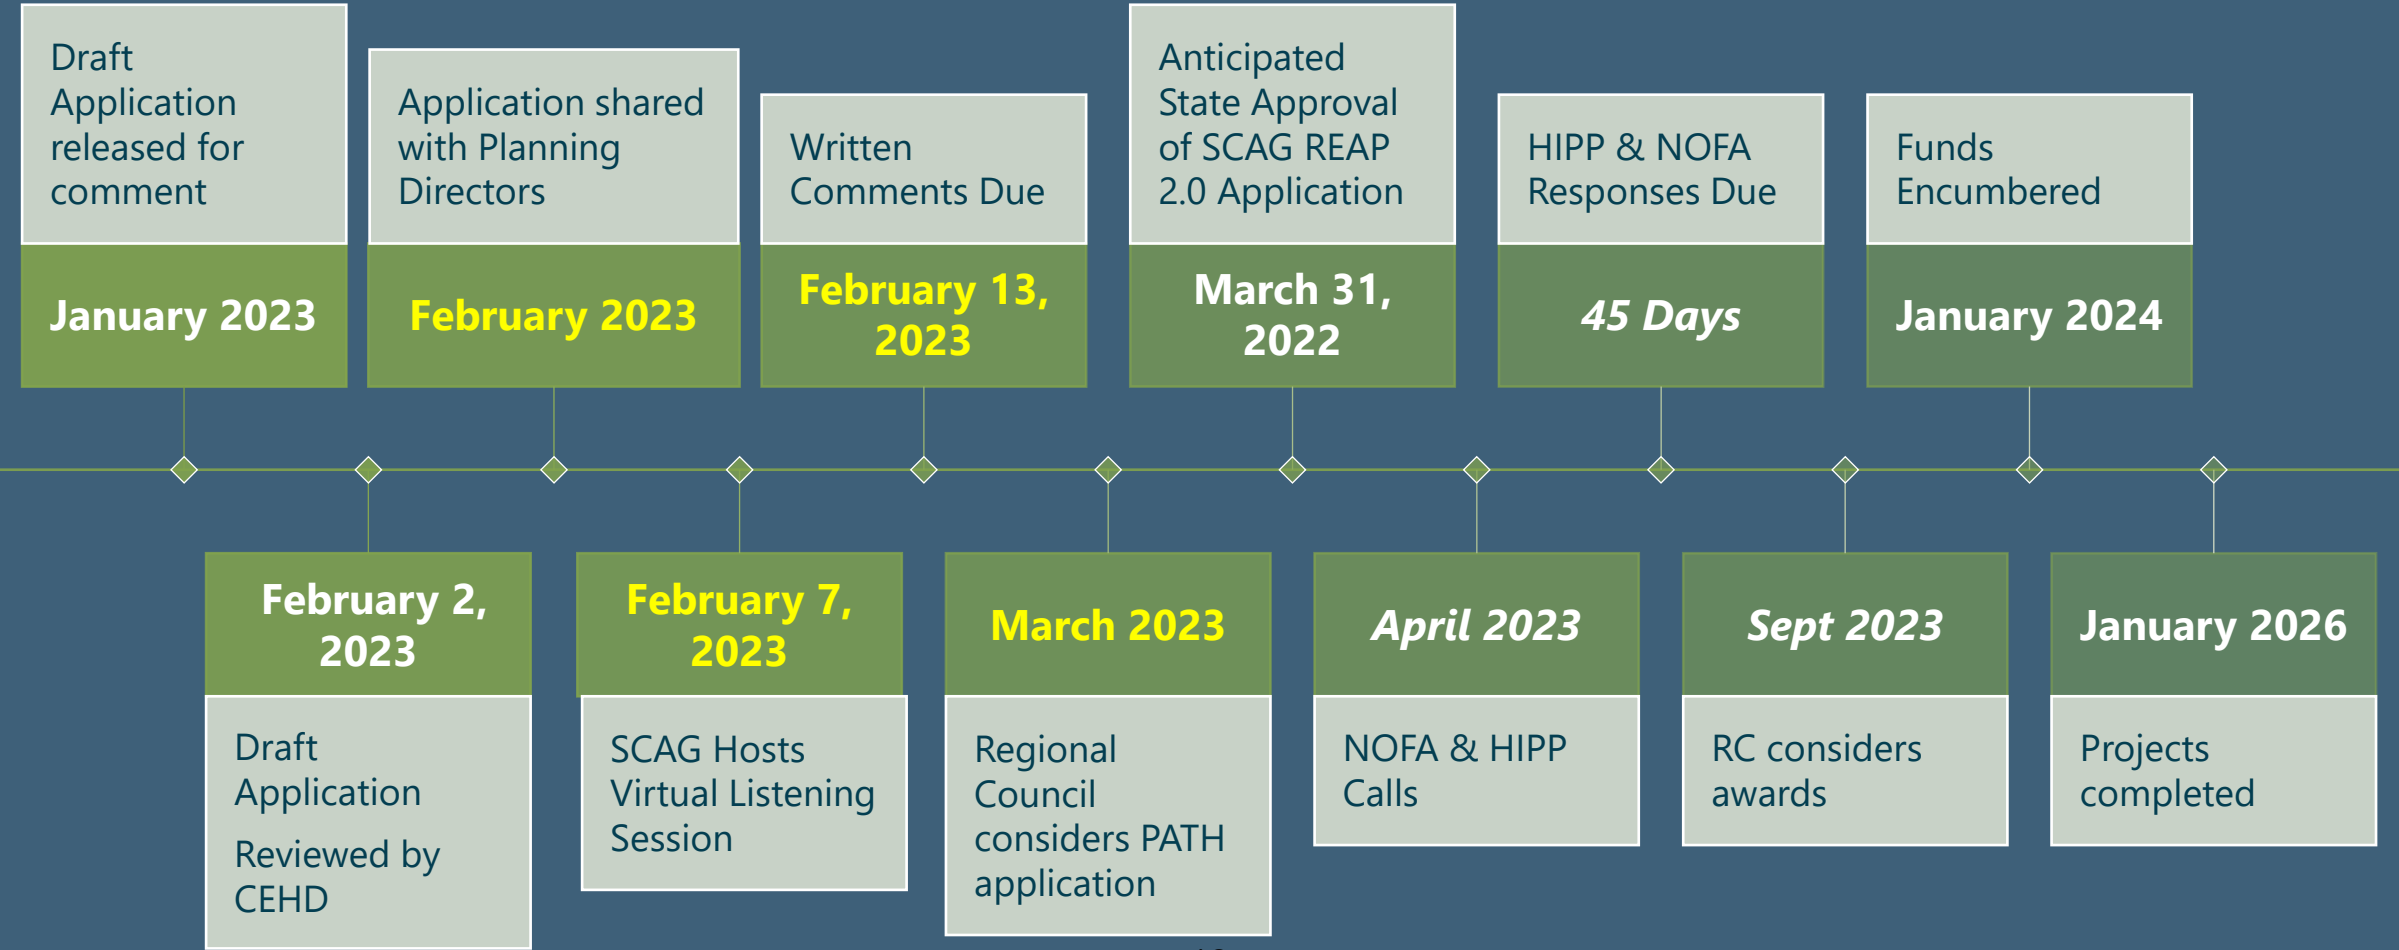 Draft
Application
released for
comment
January 2023
Application shared
with Planning
Directors
February 2023
Written
Comments Due
February 13,
2023
Anticipated
State Approval
of SCAG REAP
2.0 Application
March 31,
2022
HIPP & NOFA
Responses Due
45 Days
Funds
Encumbered
January 2024
February 2,
2023
Draft
Application
Reviewed by
CEHD
February 7,
2023
SCAG Hosts
Virtual Listening
Session
March 2023
Regional
Council
considers PATH
application
April 2023
NOFA & HIPP
Calls
Sept 2023
RC considers
awards
January 2026
Projects
completed